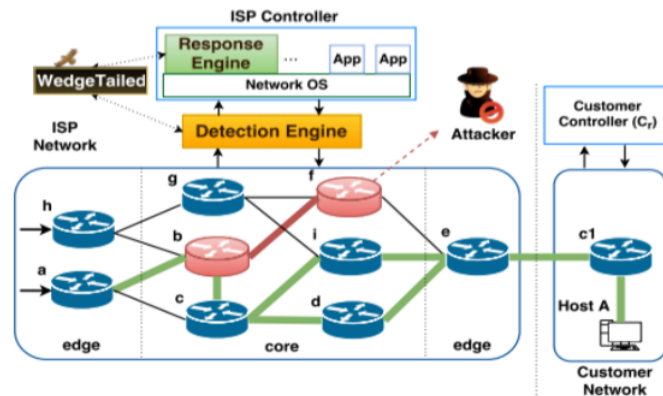 ISP Controller
Response
Engine
...
App
App
Network OS
WedgeTailed
Detection Engine
Attacker
Customer
Controller (Cr)
ISP
Network
g
f
h
b
i
e
c1
a
c
d
Host A
edge
core
edge
Customer
Network